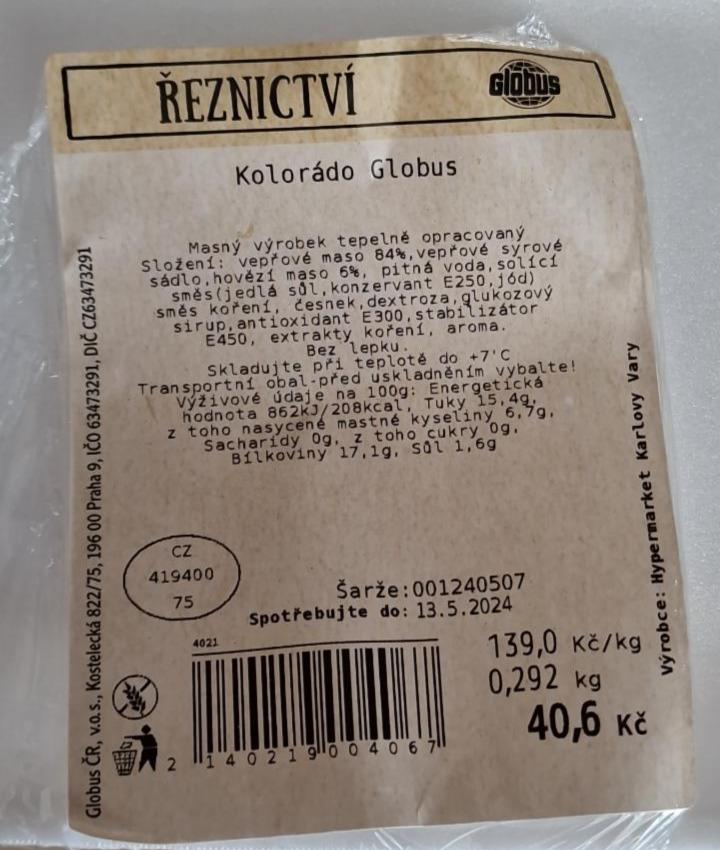 ŘEZNICTVÍ
Globus
Kolorádo Globus
Masný výrobek tepelně opracovaný
Složení: vepřové maso 84%,vepřové syrové
sádlo,hovězí maso 6%, pitná voda,solící
směs(jedlá sůl,konzervant E250,jód)
směs koření, česnek,dextroza,glukozový
sirup,antioxidant E300,stabilizátor
E450, extrakty koření, aroma.
Bez lepku.
Skladujte při teplotě do +7'C
Transportní obal-před uskladněním vybalte!
Výživové údaje na 100g: Energetická
hodnota 862kJ/208kcal, Tuky 15,4g,
z toho nasycené mastné kyseliny 6,7g,
Sacharidy 0g, z toho cukry 0g,
Bílkoviny 17,1g, Sůl 1,6g
Globus ČR, v.o.s., Kostelecká 822/75, 196 00 Praha 9, IČO 63473291, DIČ CZ63473291
Výrobce: Hypermarket Karlovy Vary
CZ
419400
75
Šarže:001240507
Spotřebujte do: 13.5.2024
4021
139,0 Kč/kg
0,292 kg
40,6 Kč
2 140219004067